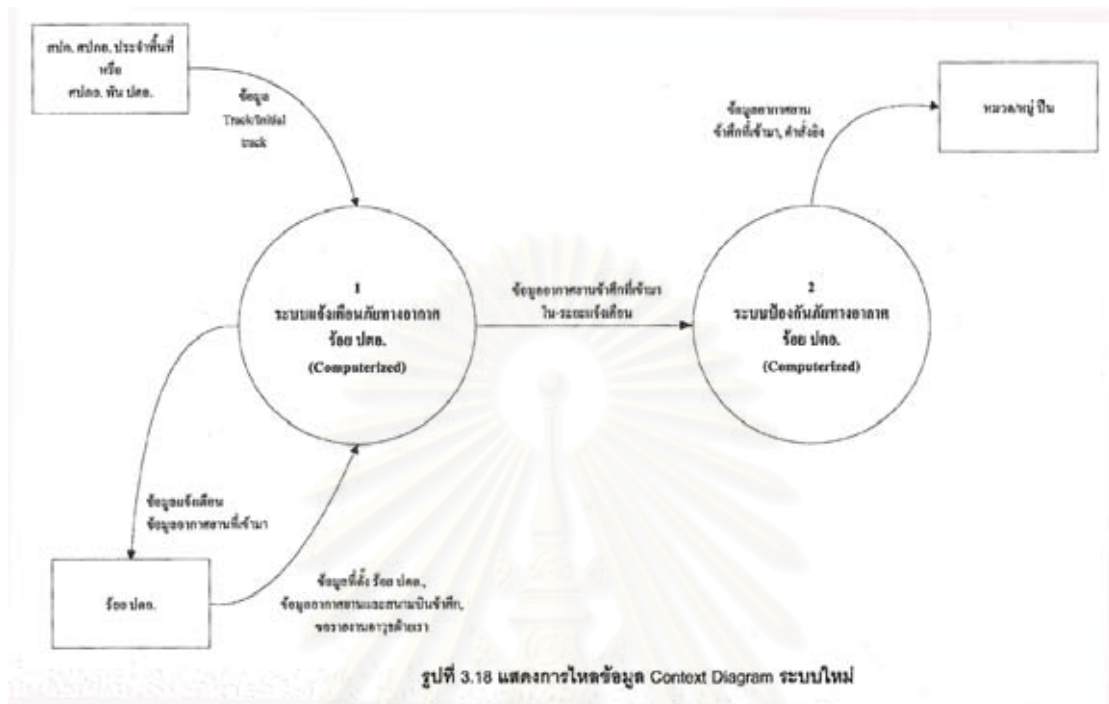 สปก. ศปกอ. ประจำพื้นที่
หรือ
ศปกอ. พัน ปตอ.
ข้อมูล
Track/Initial
track
ข้อมูลอากาศยาน
ข้าศึกที่เข้ามา, คำสั่งยิง
หมวด/หมู่ ปืน
1
ระบบแจ้งเตือนภัยทางอากาศ
ร้อย ปตอ.
(Computerized)
ข้อมูลอากาศยานข้าศึกที่เข้ามา
ใน-ระยะแจ้งเตือน
2
ระบบป้องกันภัยทางอากาศ
ร้อย ปตอ.
(Computerized)
ข้อมูลแจ้งเตือน
ข้อมูลอากาศยานที่เข้ามา
ร้อย ปตอ.
ข้อมูลที่ตั้ง ร้อย ปตอ.,
ข้อมูลอากาศยานและสนามบินข้าศึก,
ขอรายงานอาวุธฝ่ายเรา
รูปที่ 3.18 แสดงการไหลข้อมูล Context Diagram ระบบใหม่